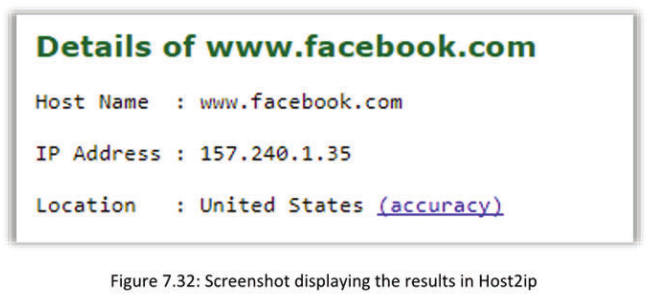 Details of www.facebook.com
Host Name : www.facebook.com
IP Address : 157.240.1.35
Location : United States (accuracy)
Figure 7.32: Screenshot displaying the results in Host2ip